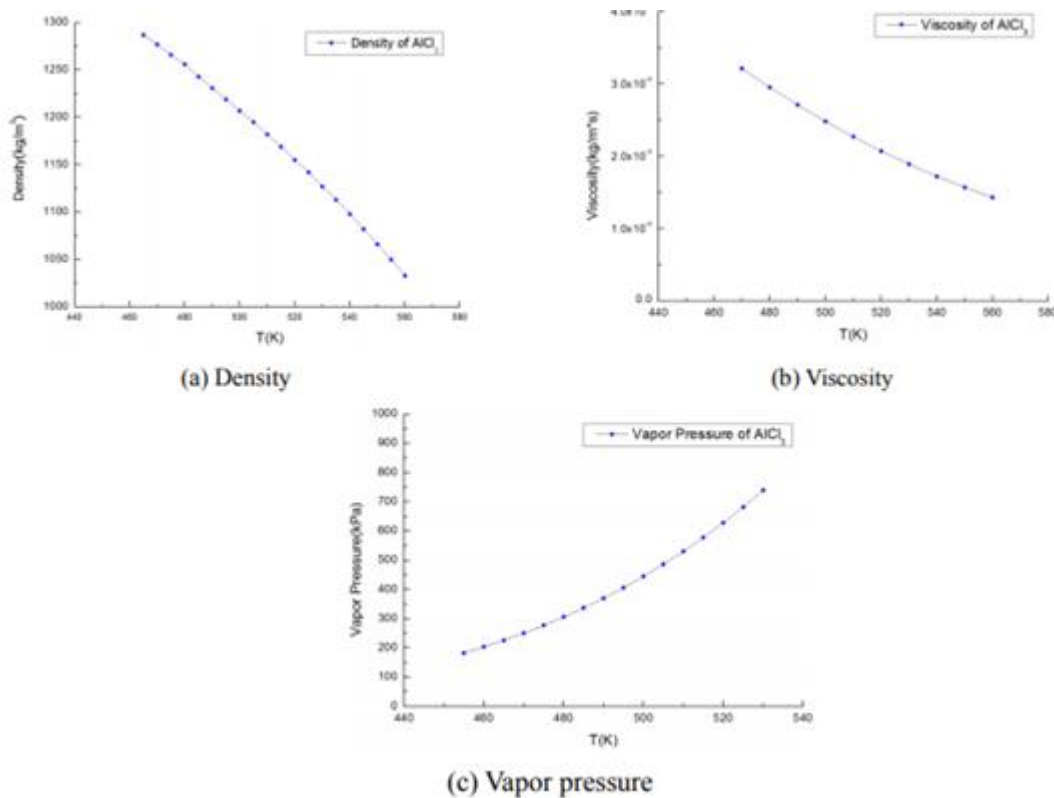 1300
1250
1200
1150
1100
1050
1000
Density(kg/m³)
Density of AlCl₃
440 460 480 500 520 540 560 580
T(K)
(a) Density
3.0x10
2.0x10
1.0x10
0.0
Viscosity(kg/m*s)
Viscosity of AlCl₃
440 460 480 500 520 540 560 580
T(K)
(b) Viscosity
1000
900
800
700
600
500
400
300
200
100
0
Vapor Pressure(kPa)
Vapor Pressure of AlCl₃
440 460 480 500 520 540
T(K)
(c) Vapor pressure